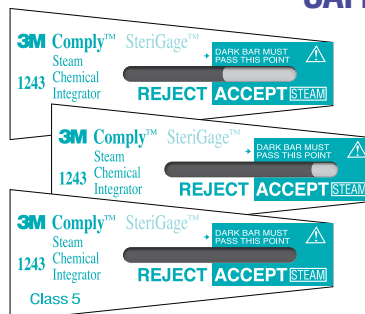 3M Comply™ SteriGage™
Steam
1243 Chemical
Integrator
DARK BAR MUST
PASS THIS POINT
REJECT ACCEPT STEAM
3M Comply™ SteriGage™
Steam
1243 Chemical
Integrator
DARK BAR MUST
PASS THIS POINT
REJECT ACCEPT STEAM
3M Comply™ SteriGage™
Steam
1243 Chemical
Integrator
DARK BAR MUST
PASS THIS POINT
REJECT ACCEPT STEAM
Class 5